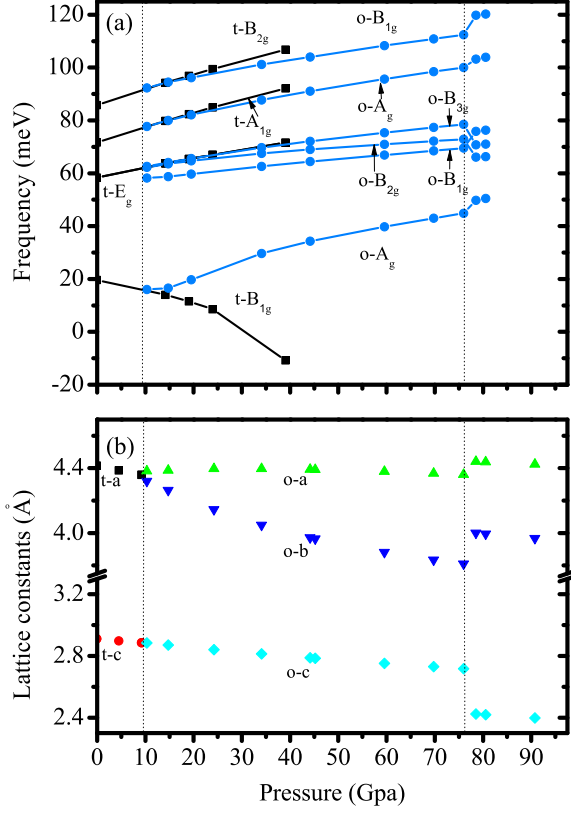 (a)
t-B2g
o-B1g
120
100
t-A1g
o-Ag
o-B3g
80
60
t-Eg
o-B2g
o-B1g
40
o-Ag
20
t-B1g
0
-20
Frequency (meV)
(b)
4.4
t-a
o-a
4.0
o-b
3.2
2.8
t-c
o-c
2.4
Lattice constants (Å)
0 10 20 30 40 50 60 70 80 90
Pressure (Gpa)